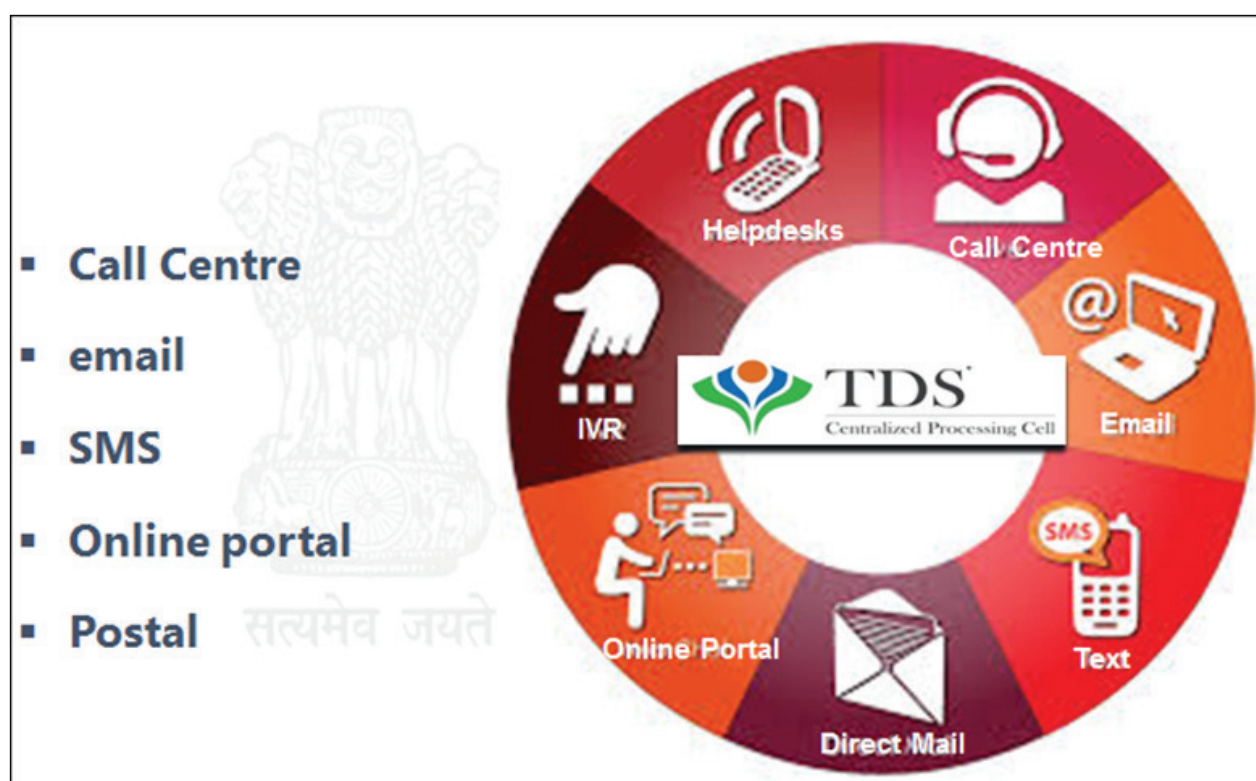 ▪ Call Centre
▪ email
▪ SMS
▪ Online portal
▪ Postal
सत्यमेव जयते
Helpdesks
Call Centre
@
Email
IVR
TDS
Centralized Processing Cell
SMS
Text
Online Portal
Direct Mail